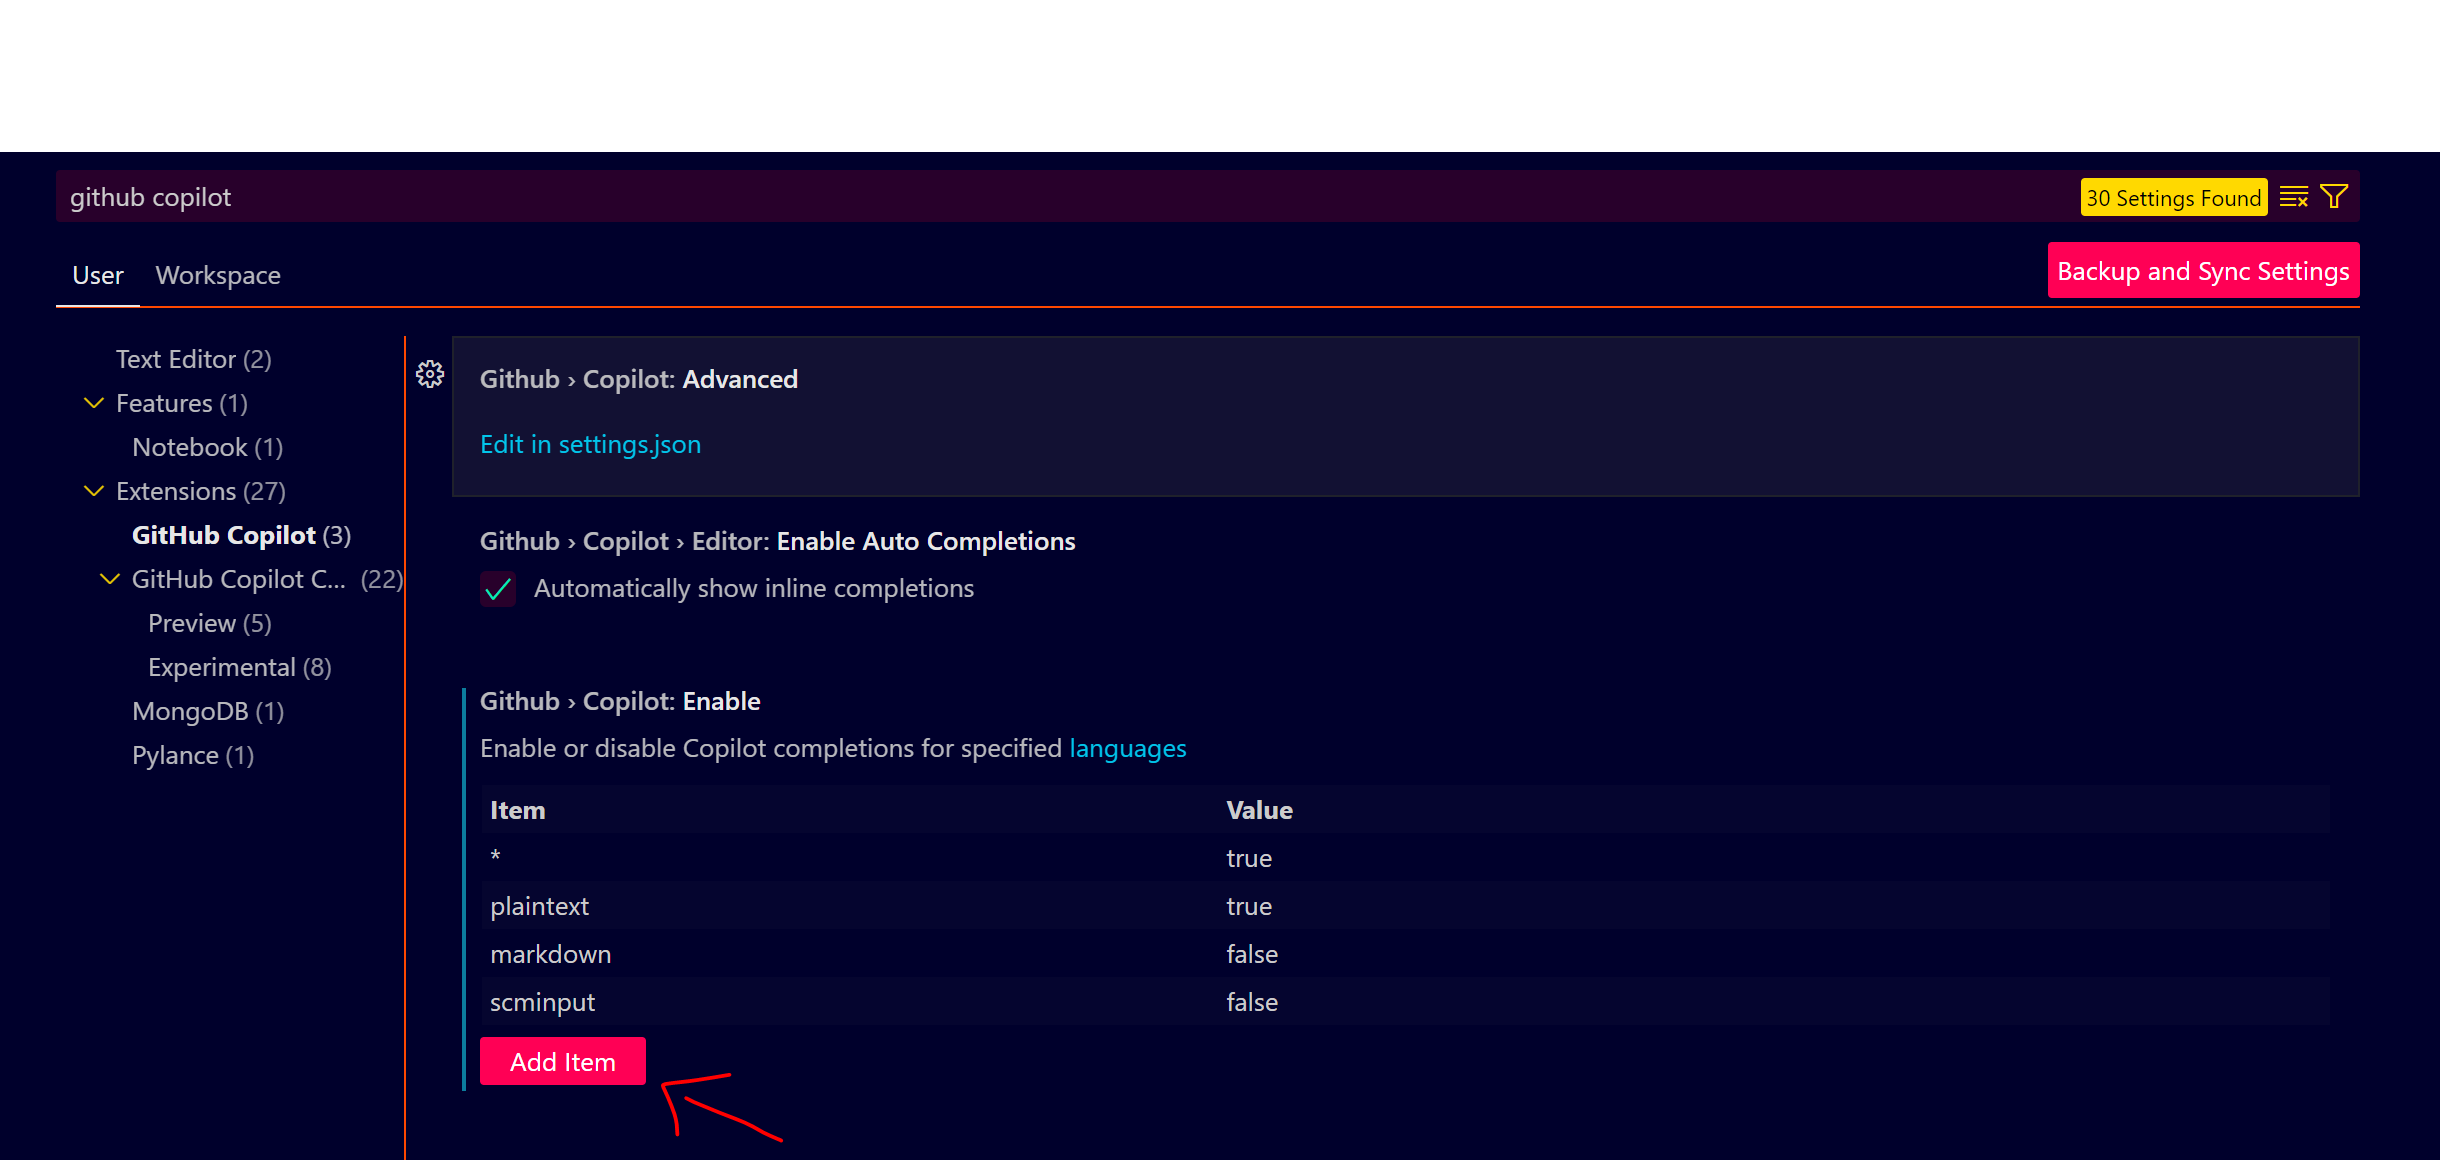 github copilot
30 Settings Found
User Workspace
Backup and Sync Settings
Text Editor (2)
Features (1)
Notebook (1)
Extensions (27)
GitHub Copilot (3)
GitHub Copilot C... (22)
Preview (5)
Experimental (8)
MongoDB (1)
Pylance (1)
Github › Copilot: Advanced
Edit in settings.json
Github › Copilot › Editor: Enable Auto Completions
Automatically show inline completions
Github › Copilot: Enable
Enable or disable Copilot completions for specified languages
Item Value
* true
plaintext true
markdown false
scminput false
Add Item